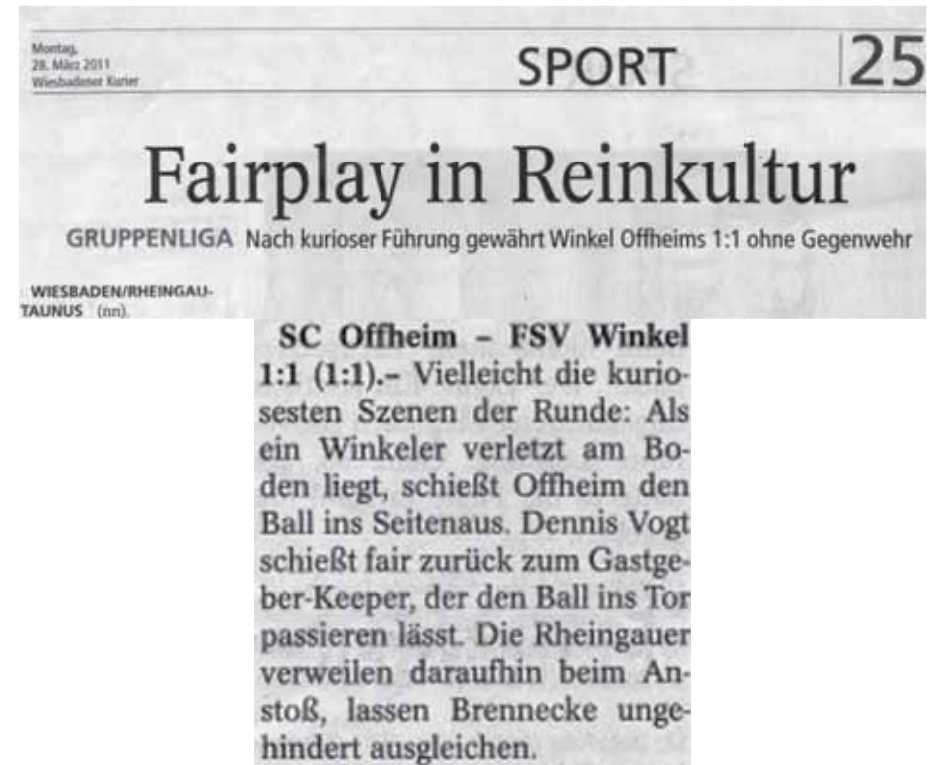 Montag,
28. März 2011
Wiesbadener Kurier
SPORT
25
Fairplay in Reinkultur
GRUPPENLIGA Nach kurioser Führung gewährt Winkel Offheims 1:1 ohne Gegenwehr
WIESBADEN/RHEINGAU-
TAUNUS (nn).
SC Offheim – FSV Winkel
1:1 (1:1).– Vielleicht die kurio-
sesten Szenen der Runde: Als
ein Winkeler verletzt am Bo-
den liegt, schießt Offheim den
Ball ins Seitenaus. Dennis Vogt
schießt fair zurück zum Gastge-
ber-Keeper, der den Ball ins Tor
passieren lässt. Die Rheingauer
verweilen daraufhin beim An-
stoß, lassen Brennecke unge-
hindert ausgleichen.